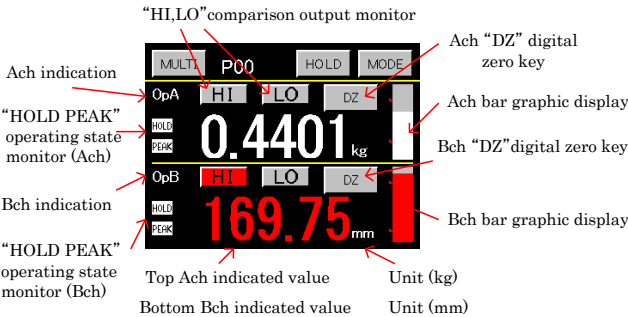 "HI,LO"comparison output monitor
Ach "DZ" digital
zero key
Ach indication
"HOLD PEAK"
operating state
monitor (Ach)
Bch indication
"HOLD PEAK"
operating state
monitor (Bch)
MULTI P00 HOLD MODE
OpA HI LO DZ
HOLD
PEAK
0.4401 kg
OpB HI LO DZ
HOLD
PEAK
169.75 mm
Ach bar graphic display
Bch "DZ"digital zero key
Bch bar graphic display
Top Ach indicated value Unit (kg)
Bottom Bch indicated value Unit (mm)